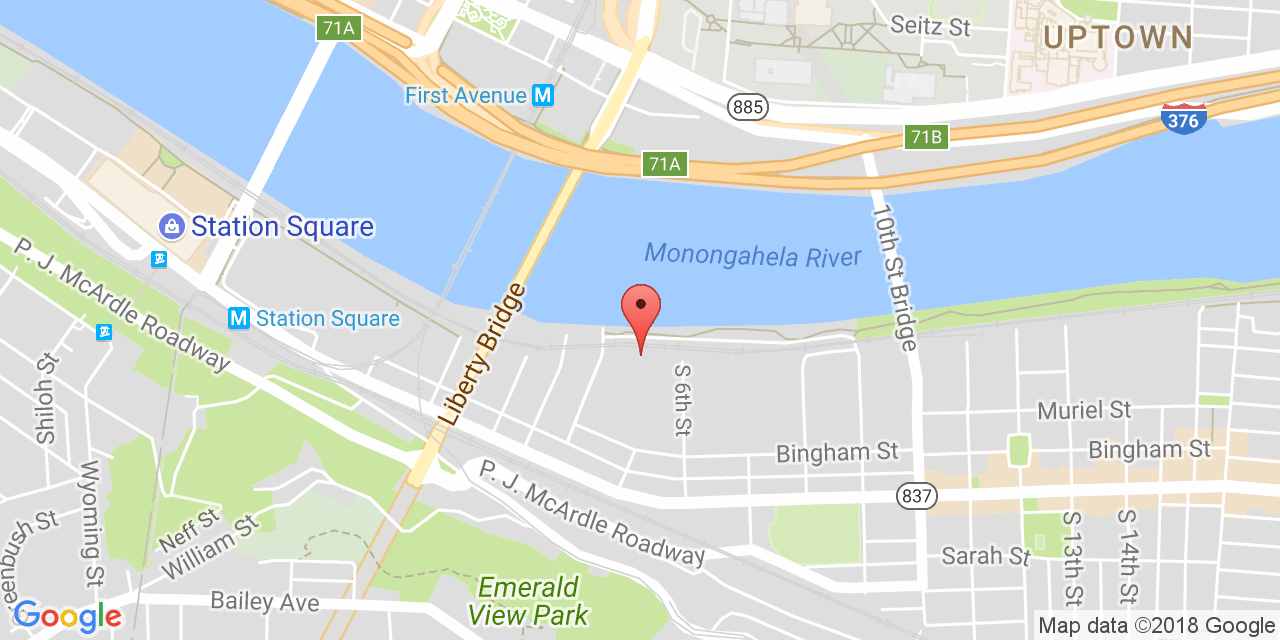 71A
Seitz St
UPTOWN
First Avenue M
885
376
71B
71A
Station Square
10th St Bridge
Monongahela River
P. J. McArdle Roadway
M Station Square
Liberty Bridge
Shiloh St
S 6th St
Muriel St
Bingham St
Bingham St
Wyoming St
P. J. McArdle Roadway
837
Neff St
William St
S 13th St
S 14th St
Sarah St
Emerald
View Park
Bailey Ave
Google
Map data ©2018 Google